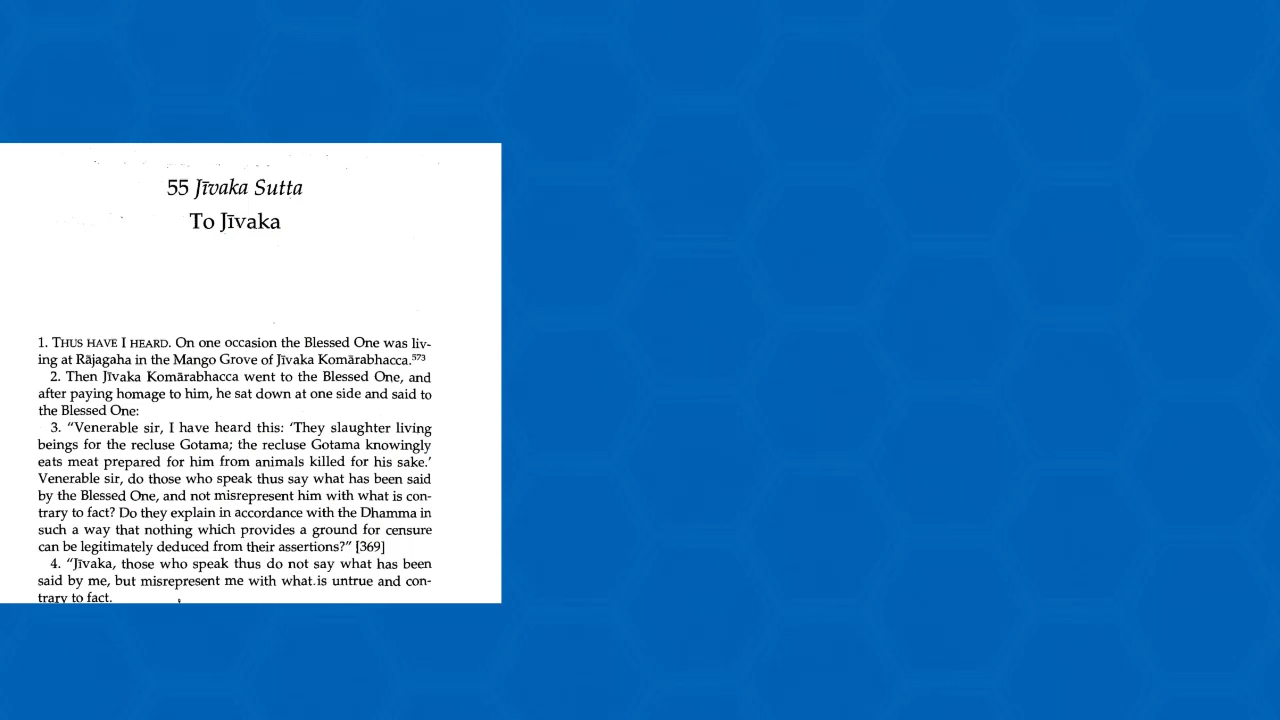 55 Jīvaka Sutta
To Jīvaka
1. THUS HAVE I HEARD. On one occasion the Blessed One was liv-
ing at Rājagaha in the Mango Grove of Jīvaka Komārabhacca.573
2. Then Jīvaka Komārabhacca went to the Blessed One, and
after paying homage to him, he sat down at one side and said to
the Blessed One:
3. “Venerable sir, I have heard this: ‘They slaughter living
beings for the recluse Gotama; the recluse Gotama knowingly
eats meat prepared for him from animals killed for his sake.’
Venerable sir, do those who speak thus say what has been said
by the Blessed One, and not misrepresent him with what is con-
trary to fact? Do they explain in accordance with the Dhamma in
such a way that nothing which provides a ground for censure
can be legitimately deduced from their assertions?” [369]
4. “Jīvaka, those who speak thus do not say what has been
said by me, but misrepresent me with what is untrue and con-
trary to fact.